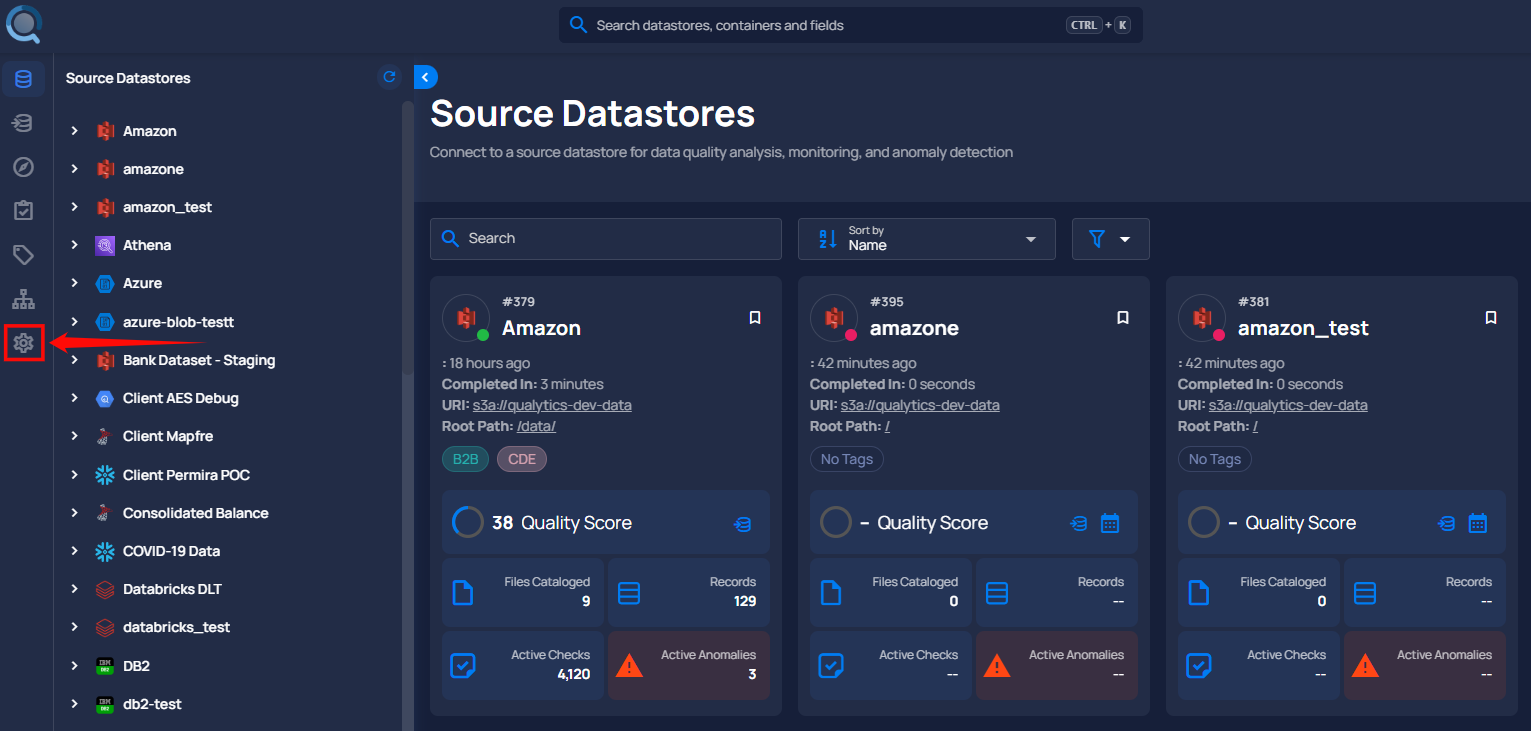 Search datastores, containers and fields CTRL + K
Source Datastores
Amazon
amazone
amazon_test
Athena
Azure
azure-blob-testt
Bank Dataset - Staging
Client AES Debug
Client Mapfre
Client Permira POC
Consolidated Balance
COVID-19 Data
Databricks DLT
databricks_test
DB2
db2-test
Source Datastores
Connect to a source datastore for data quality analysis, monitoring, and anomaly detection
Search
Sort by
Name
#379
Amazon
: 18 hours ago
Completed In: 3 minutes
URI: s3a://qualytics-dev-data
Root Path: /data/
B2B CDE
38 Quality Score
Files Cataloged
9
Records
129
Active Checks
4,120
Active Anomalies
3
#395
amazone
: 42 minutes ago
Completed In: 0 seconds
URI: s3a://qualytics-dev-data
Root Path: /
No Tags
– Quality Score
Files Cataloged
0
Records
--
Active Checks
--
Active Anomalies
--
#381
amazon_test
: 42 minutes ago
Completed In: 0 seconds
URI: s3a://qualytics-dev-data
Root Path: /
No Tags
– Quality Score
Files Cataloged
0
Records
--
Active Checks
--
Active Anomalies
--